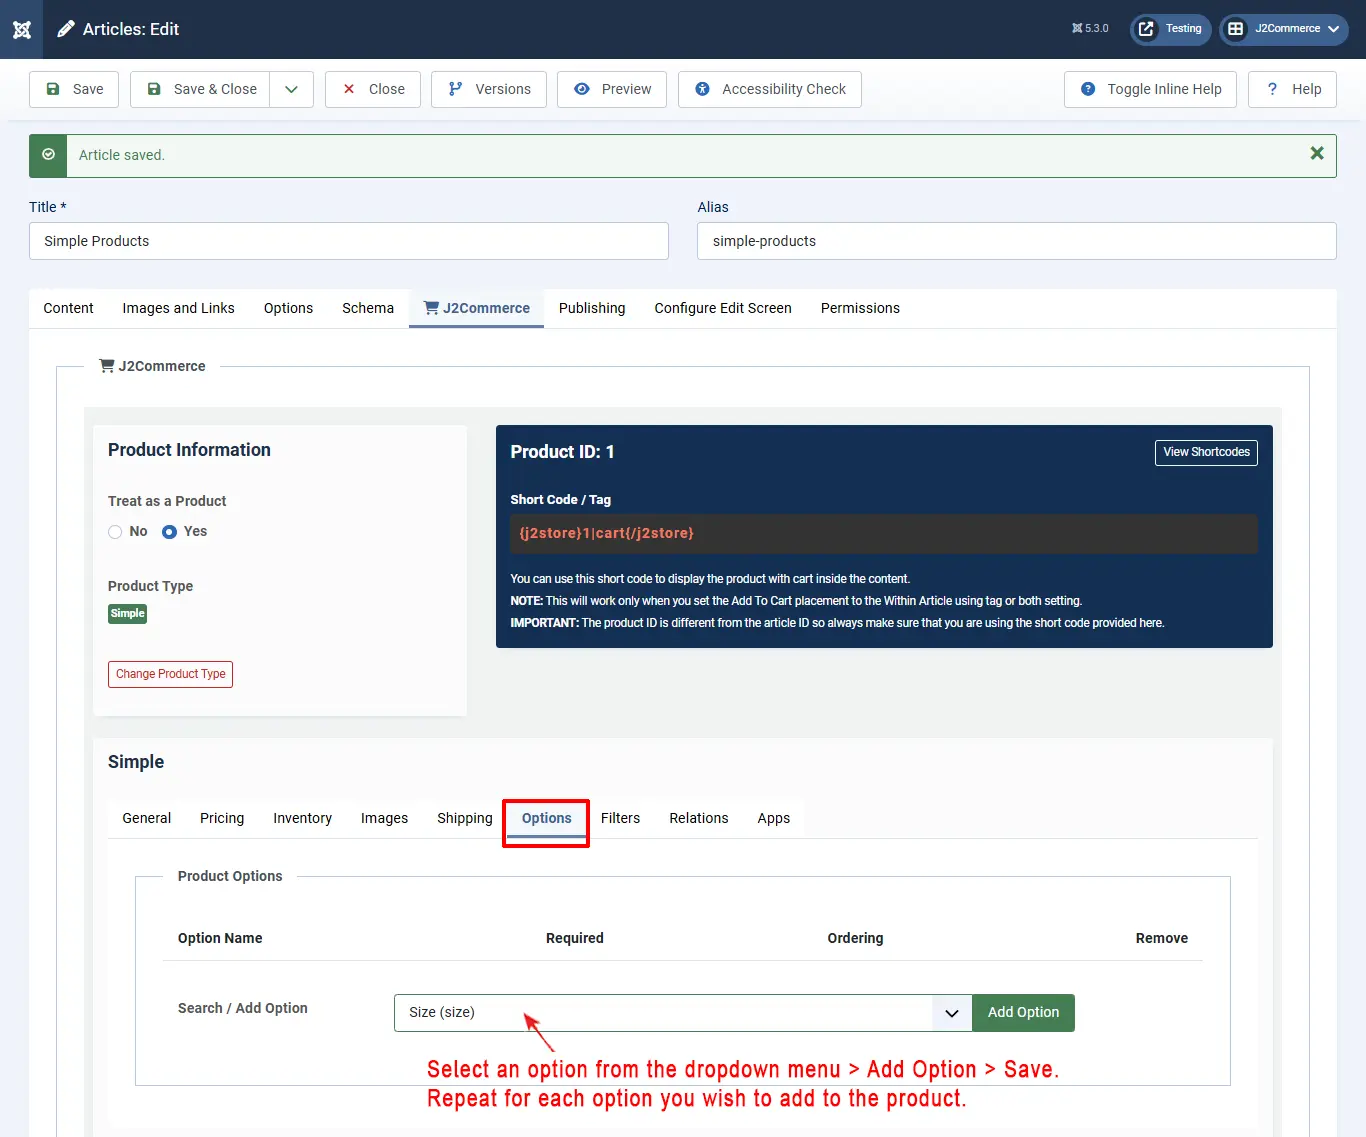 Articles: Edit
5.3.0
Testing
J2Commerce
Save
Save & Close
Close
Versions
Preview
Accessibility Check
Toggle Inline Help
? Help
Article saved.
Title *
Alias
Simple Products
simple-products
Content
Images and Links
Options
Schema
J2Commerce
Publishing
Configure Edit Screen
Permissions
J2Commerce
Product Information
Treat as a Product
No
Yes
Product Type
Simple
Change Product Type
Product ID: 1
View Shortcodes
Short Code / Tag
{j2store}1|cart{/j2store}
You can use this short code to display the product with cart inside the content.
NOTE: This will work only when you set the Add To Cart placement to the Within Article using tag or both setting.
IMPORTANT: The product ID is different from the article ID so always make sure that you are using the short code provided here.
Simple
General
Pricing
Inventory
Images
Shipping
Options
Filters
Relations
Apps
Product Options
Option Name
Required
Ordering
Remove
Search / Add Option
Size (size)
Add Option
Select an option from the dropdown menu > Add Option > Save.
Repeat for each option you wish to add to the product.